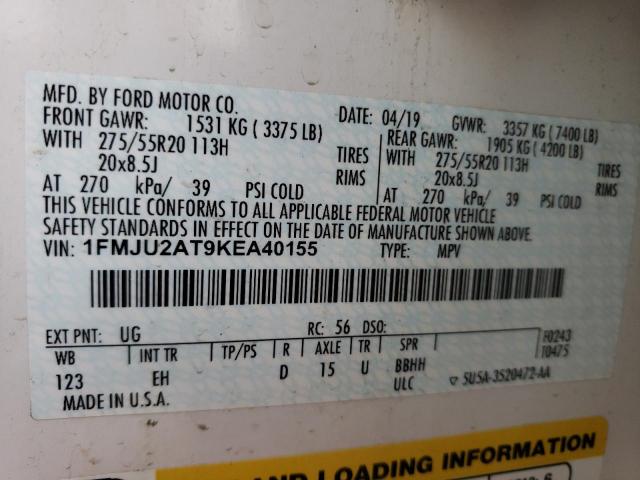 MFD. BY FORD MOTOR CO. DATE: 04/19 GVWR: 3357 KG (7400 LB)
FRONT GAWR: 1531 KG (3375 LB) REAR GAWR: 1905 KG (4200 LB)
WITH 275/55R20 113H TIRES WITH 275/55R20 113H TIRES
20x8.5J RIMS 20x8.5J RIMS
AT 270 kPa/ 39 PSI COLD AT 270 kPa/ 39 PSI COLD
THIS VEHICLE CONFORMS TO ALL APPLICABLE FEDERAL MOTOR VEHICLE
SAFETY STANDARDS IN EFFECT ON THE DATE OF MANUFACTURE SHOWN ABOVE.
VIN: 1FMJU2AT9KEA40155 TYPE: MPV
EXT PNT: UG RC: 56 DSO: F0243
WB INT TR TP/PS R AXLE TR SPR T0475
123 EH D 15 U BBHH
ULC ▽ 5U5A-3520472-AA
MADE IN U.S.A.
AND LOADING INFORMATION